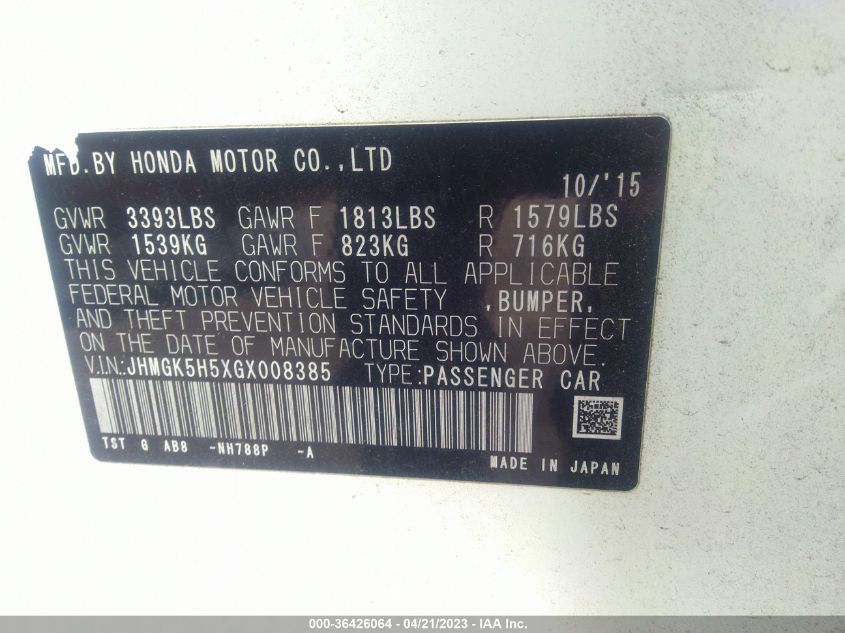 MFD.BY HONDA MOTOR CO.,LTD
10/'15
GVWR 3393LBS GAWR F 1813LBS R 1579LBS
GVWR 1539KG GAWR F 823KG R 716KG
THIS VEHICLE CONFORMS TO ALL APPLICABLE
FEDERAL MOTOR VEHICLE SAFETY ,BUMPER,
AND THEFT PREVENTION STANDARDS IN EFFECT
ON THE DATE OF MANUFACTURE SHOWN ABOVE.
V.I.N:JHMGK5H5XGX008385 TYPE:PASSENGER CAR
TST G AB8 -NH788P -A
MADE IN JAPAN
000-36426064 - 04/21/2023 - IAA Inc.